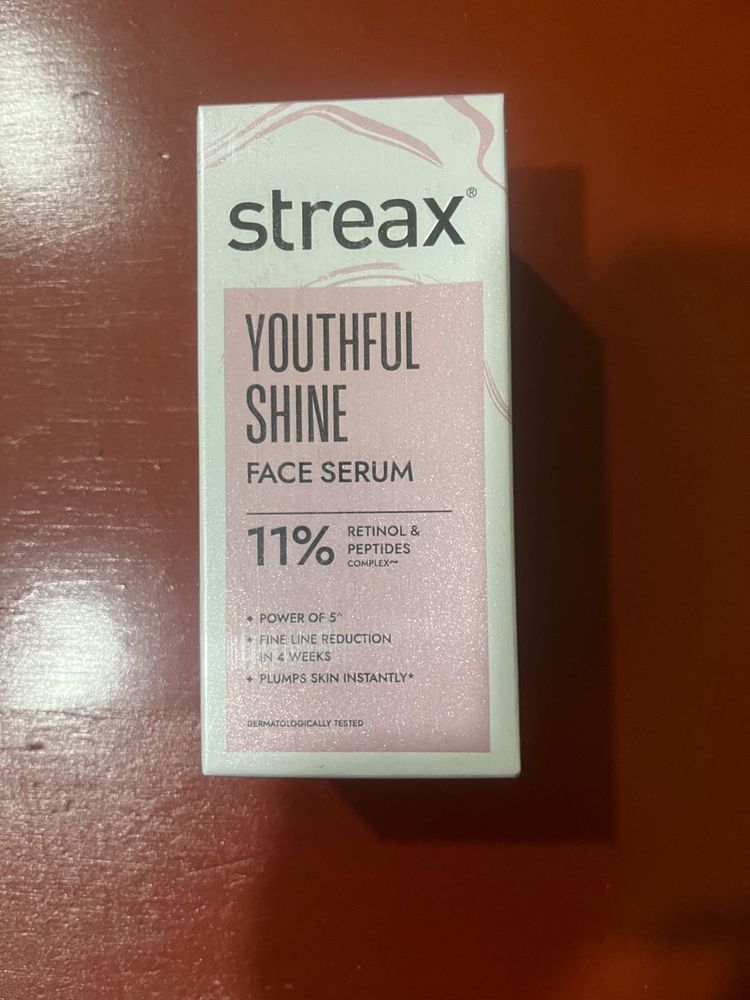 streax®
YOUTHFUL
SHINE
FACE SERUM
11% RETINOL &
PEPTIDES
COMPLEX~
✦ POWER OF 5^
✦ FINE LINE REDUCTION
IN 4 WEEKS
✦ PLUMPS SKIN INSTANTLY*
DERMATOLOGICALLY TESTED